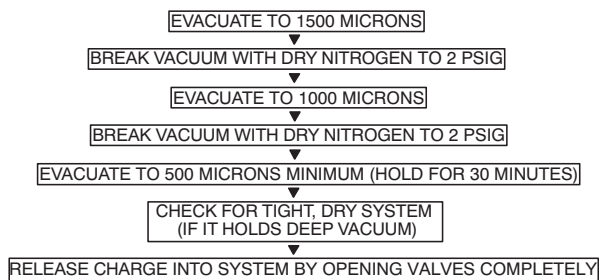 EVACUATE TO 1500 MICRONS
BREAK VACUUM WITH DRY NITROGEN TO 2 PSIG
EVACUATE TO 1000 MICRONS
BREAK VACUUM WITH DRY NITROGEN TO 2 PSIG
EVACUATE TO 500 MICRONS MINIMUM (HOLD FOR 30 MINUTES)
CHECK FOR TIGHT, DRY SYSTEM
(IF IT HOLDS DEEP VACUUM)
RELEASE CHARGE INTO SYSTEM BY OPENING VALVES COMPLETELY